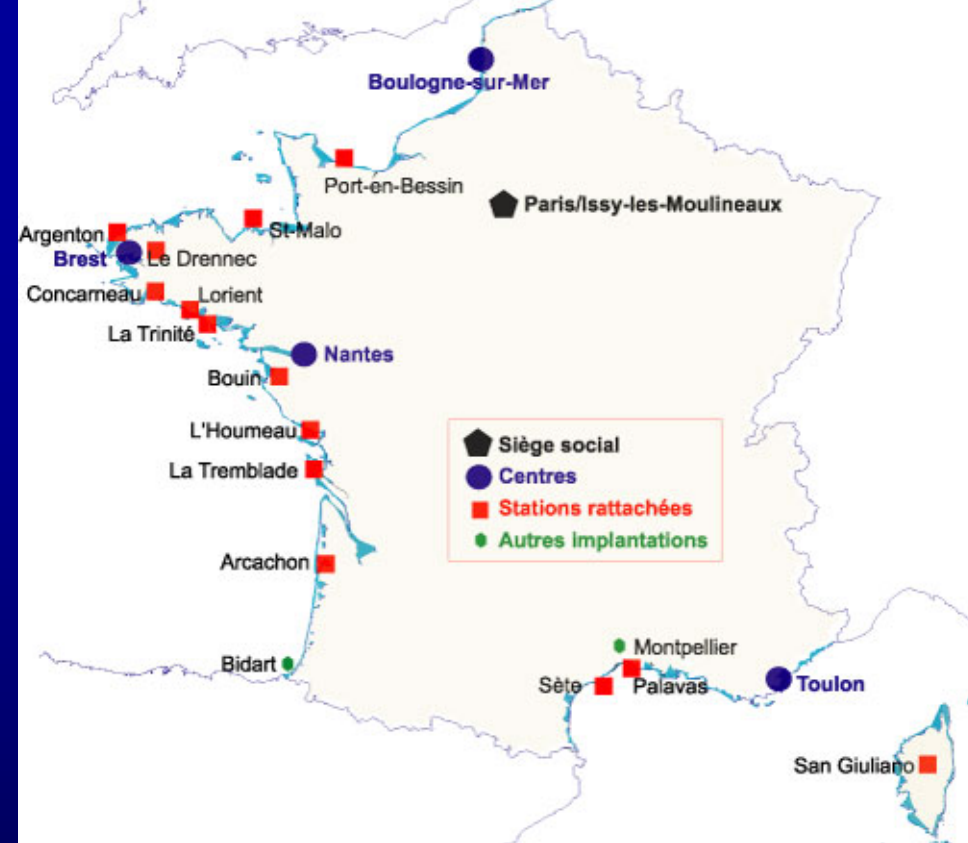 Boulogne-sur-Mer
Port-en-Bessin
Paris/Issy-les-Moulineaux
St-Malo
Argenton
Brest
Le Drennec
Concarneau
Lorient
La Trinité
Nantes
Bouin
L'Houmeau
La Tremblade
Siège social
Centres
Stations rattachées
Autres implantations
Arcachon
Bidart
Montpellier
Sète
Palavas
Toulon
San Giuliano